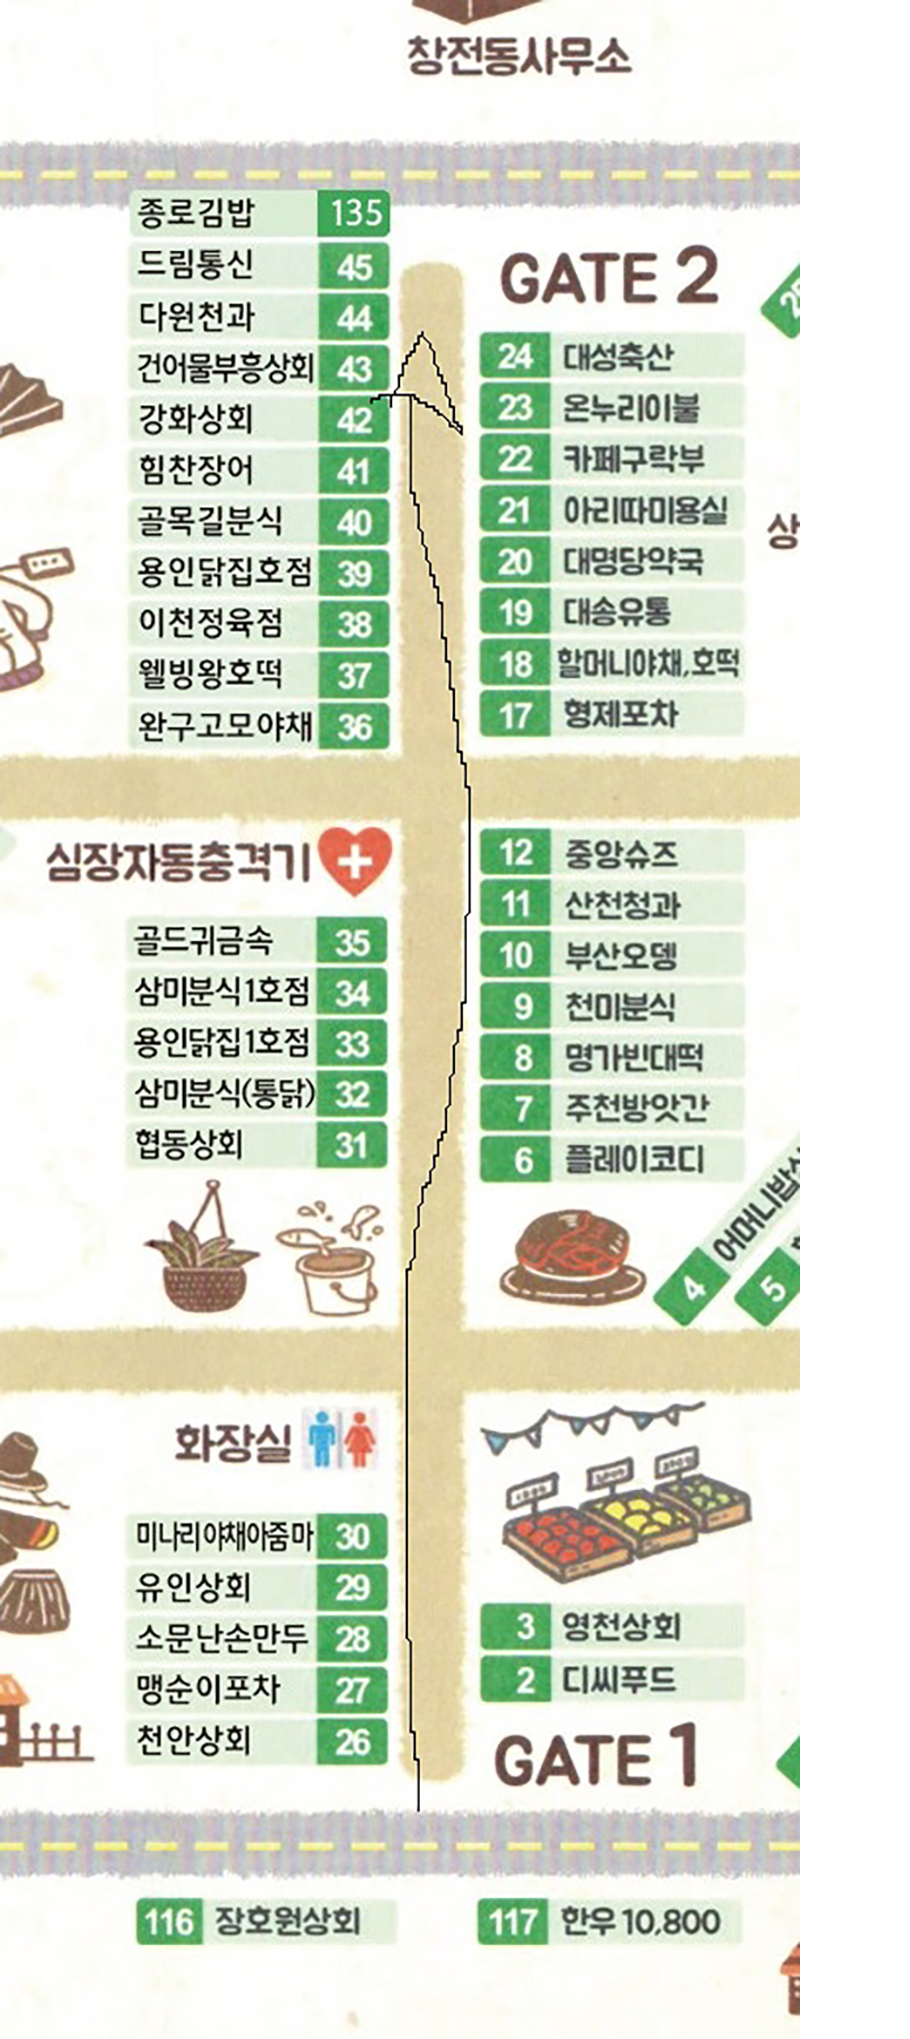 창전동사무소
종로김밥 135
드림통신 45
다원천과 44
건어물부흥상회 43
강화상회 42
힘찬장어 41
골목길분식 40
용인닭집호점 39
이천정육점 38
웰빙왕호떡 37
완구고모야채 36
GATE 2
24 대성축산
23 온누리이불
22 카페구락부
21 아리따미용실
20 대명당약국
19 대송유통
18 할머니야채,호떡
17 형제포차
상
심장자동충격기
골드귀금속 35
삼미분식1호점 34
용인닭집1호점 33
삼미분식(통닭) 32
협동상회 31
12 중앙슈즈
11 산천청과
10 부산오뎅
9 천미분식
8 명가빈대떡
7 주천방앗간
6 플레이코디
4 어머니밥상
5
화장실
미나리야채아줌마 30
유인상회 29
소문난손만두 28
맹순이포차 27
천안상회 26
3 영천상회
2 디씨푸드
GATE 1
116 장호원상회
117 한우 10,800